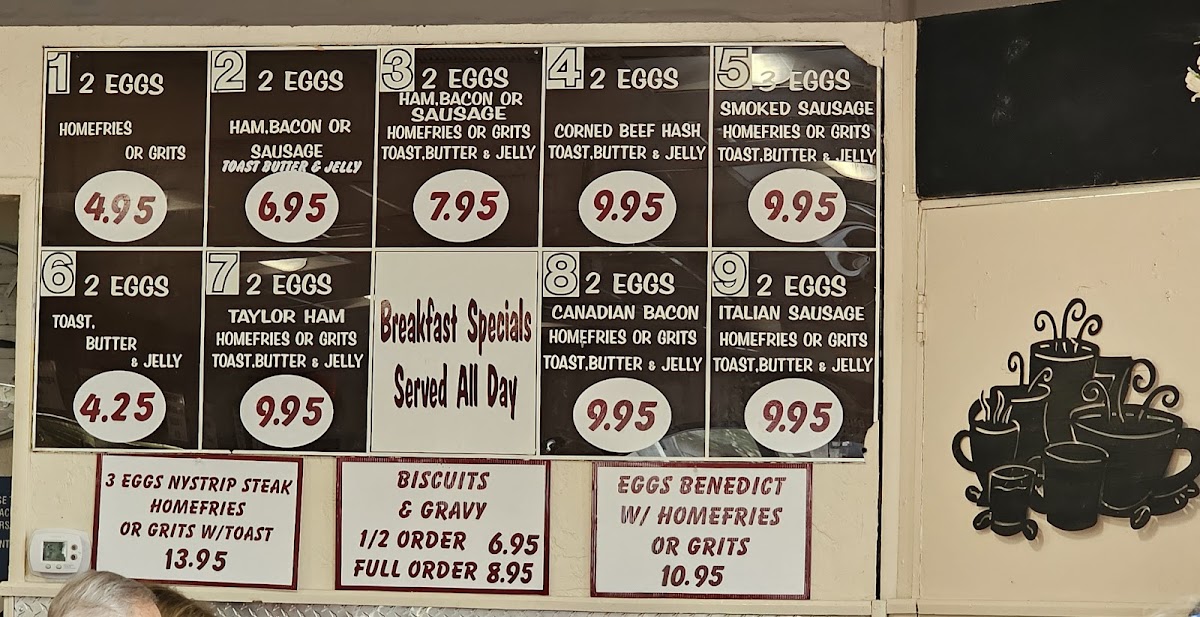 1 2 EGGS
HOMEFRIES
OR GRITS
4.95
2 2 EGGS
HAM,BACON OR
SAUSAGE
TOAST BUTTER & JELLY
6.95
3 2 EGGS
HAM,BACON OR
SAUSAGE
HOMEFRIES OR GRITS
TOAST,BUTTER & JELLY
7.95
4 2 EGGS
CORNED BEEF HASH
TOAST,BUTTER & JELLY
9.95
5 3 EGGS
SMOKED SAUSAGE
HOMEFRIES OR GRITS
TOAST,BUTTER & JELLY
9.95
6 2 EGGS
TOAST,
BUTTER
& JELLY
4.25
7 2 EGGS
TAYLOR HAM
HOMEFRIES OR GRITS
TOAST,BUTTER & JELLY
9.95
Breakfast Specials
Served All Day
8 2 EGGS
CANADIAN BACON
HOMEFRIES OR GRITS
TOAST,BUTTER & JELLY
9.95
9 2 EGGS
ITALIAN SAUSAGE
HOMEFRIES OR GRITS
TOAST,BUTTER & JELLY
9.95
3 EGGS NYSTRIP STEAK
HOMEFRIES
OR GRITS W/TOAST
13.95
BISCUITS
& GRAVY
1/2 ORDER 6.95
FULL ORDER 8.95
EGGS BENEDICT
W/ HOMEFRIES
OR GRITS
10.95